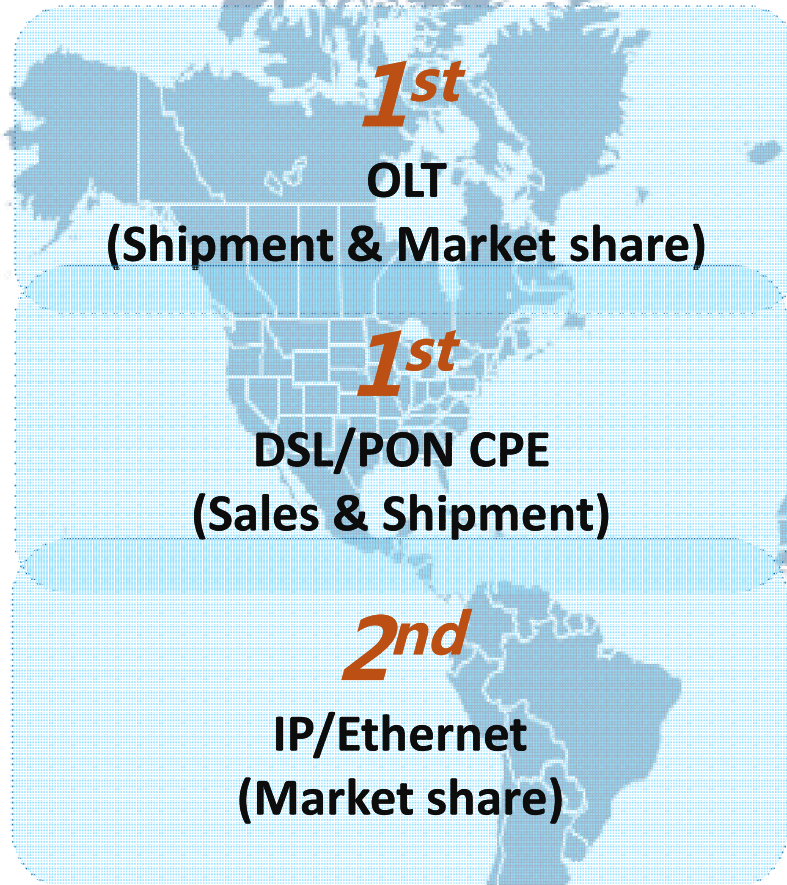 1st
OLT
(Shipment & Market share)
1st
DSL/PON CPE
(Sales & Shipment)
2nd
IP/Ethernet
(Market share)